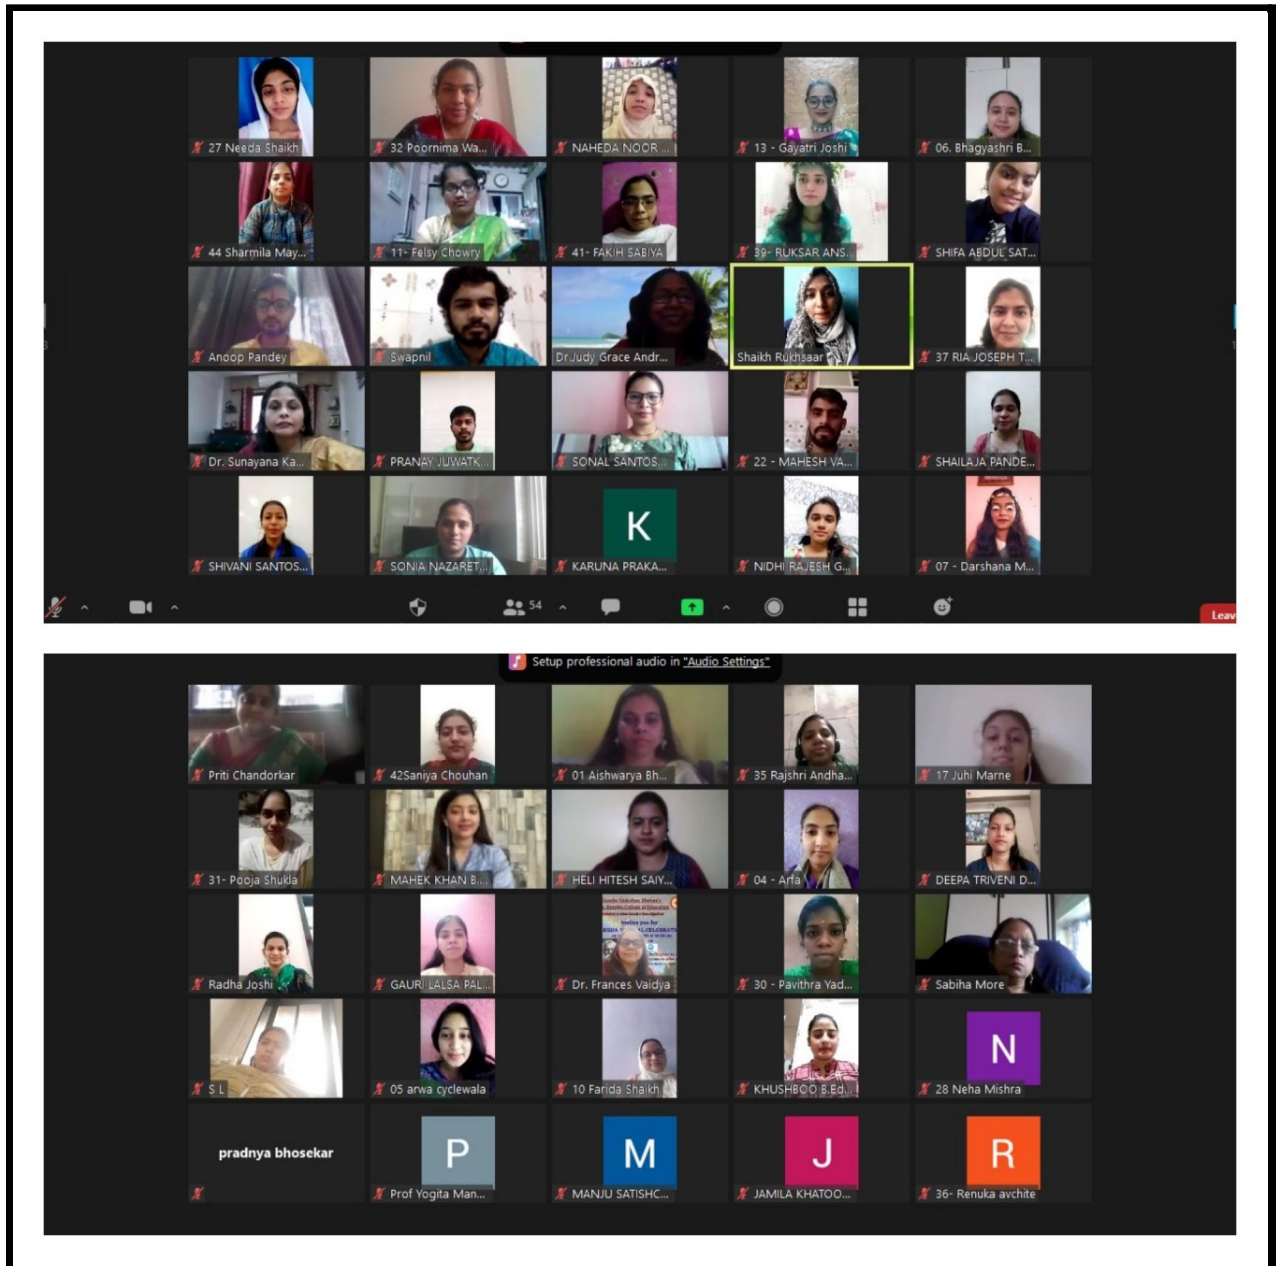 27 Needa Shaikh
32 Poornima Wa...
NAHEDA NOOR ...
13 - Gayatri Joshi
06. Bhagyashri B...
44 Sharmila May...
11- Felsy Chowry
41- FAKIH SABIYA
39- RUKSAR ANS...
SHIFA ABDUL SAT...
Anoop Pandey
Swapnil
Dr.Judy Grace Andr...
Shaikh Rukhsaar
37 RIA JOSEPH T...
Dr. Sunayana Ka...
PRANAY JUWATK...
SONAL SANTOS...
22 - MAHESH VA...
SHAILAJA PANDE...
SHIVANI SANTOS...
SONIA NAZARET...
K
KARUNA PRAKA...
NIDHI RAJESH G...
07 - Darshana M...
54
Leav
Setup professional audio in "Audio Settings"
Priti Chandorkar
42Saniya Chouhan
01 Aishwarya Bh...
35 Rajshri Andha...
17 Juhi Marne
31- Pooja Shukla
MAHEK KHAN B....
HELI HITESH SAIY...
04 - Arfa
DEEPA TRIVENI D...
Radha Joshi
GAURI LALSA PAL...
Dr. Frances Vaidya
30 - Pavithra Yad...
Sabiha More
S L
05 arwa cyclewala
10 Farida Shaikh
KHUSHBOO B.Ed...
N
28 Neha Mishra
pradnya bhosekar
P
Prof Yogita Man...
M
MANJU SATISHC...
J
JAMILA KHATOO...
R
36- Renuka avchite